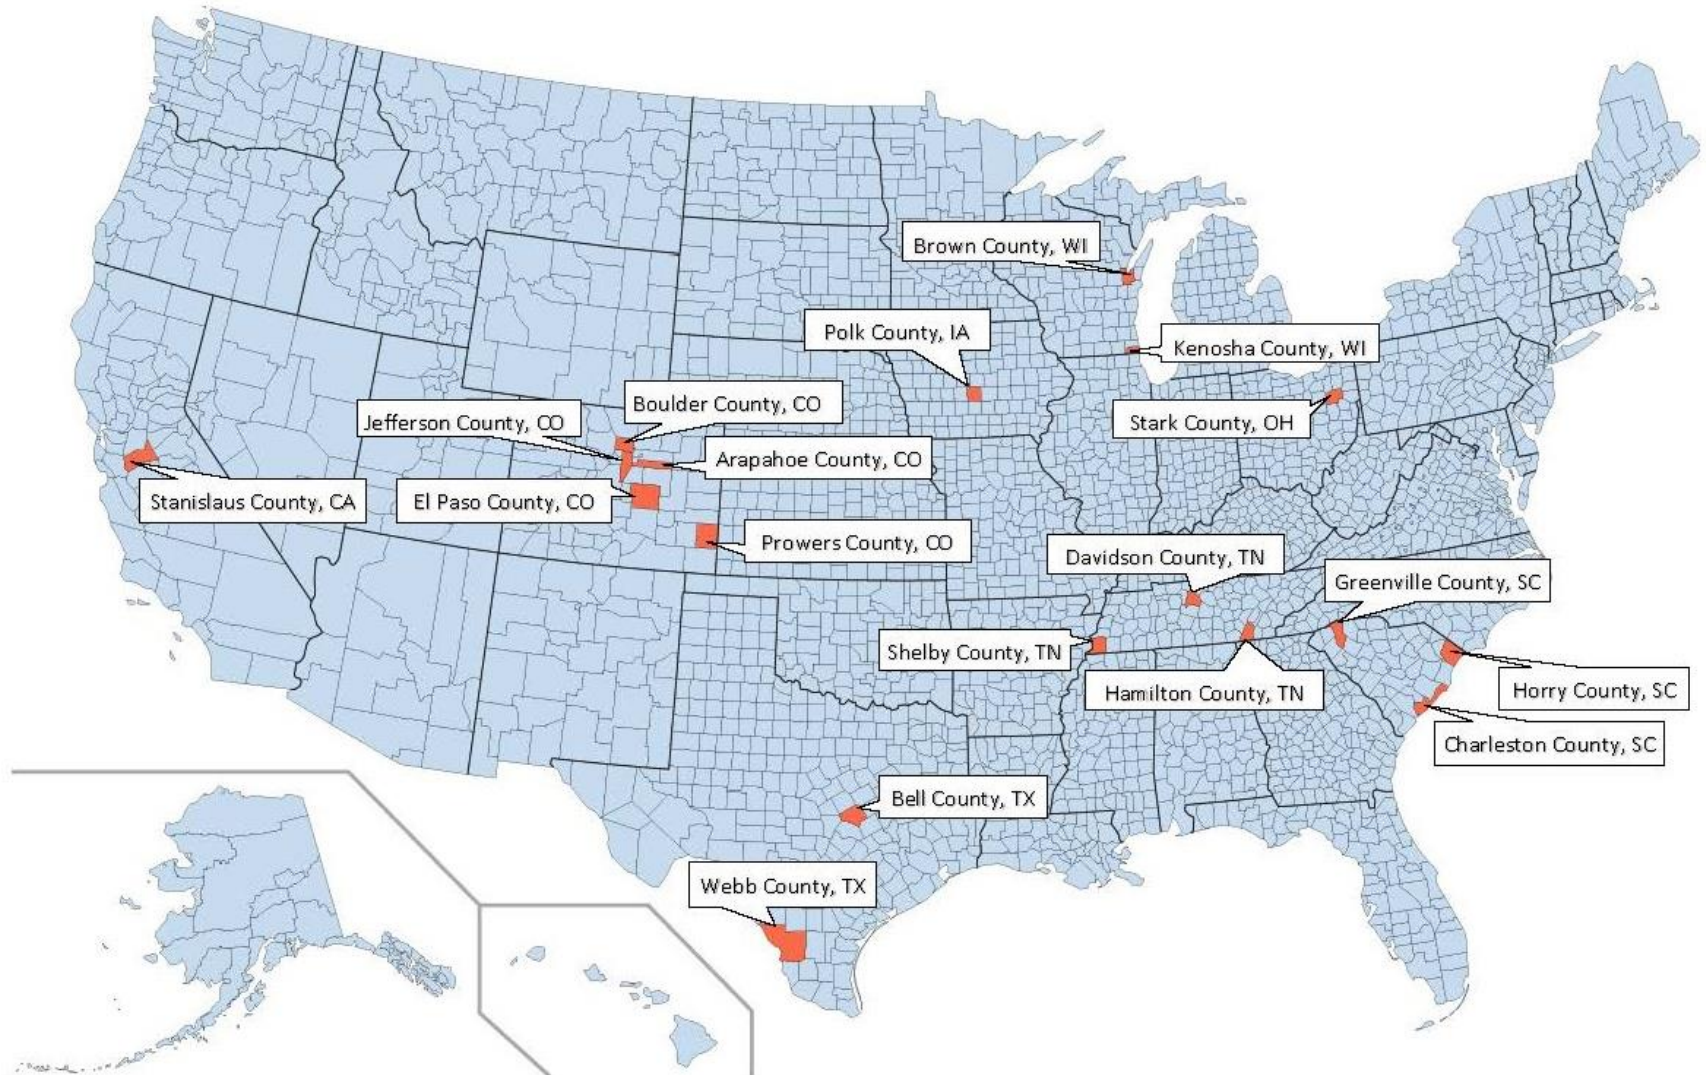 Brown County, WI
Polk County, IA
Kenosha County, WI
Boulder County, CO
Jefferson County, CO
Stark County, OH
Arapahoe County, CO
Stanislaus County, CA
El Paso County, CO
Prowers County, CO
Davidson County, TN
Greenville County, SC
Shelby County, TN
Hamilton County, TN
Horry County, SC
Charleston County, SC
Bell County, TX
Webb County, TX